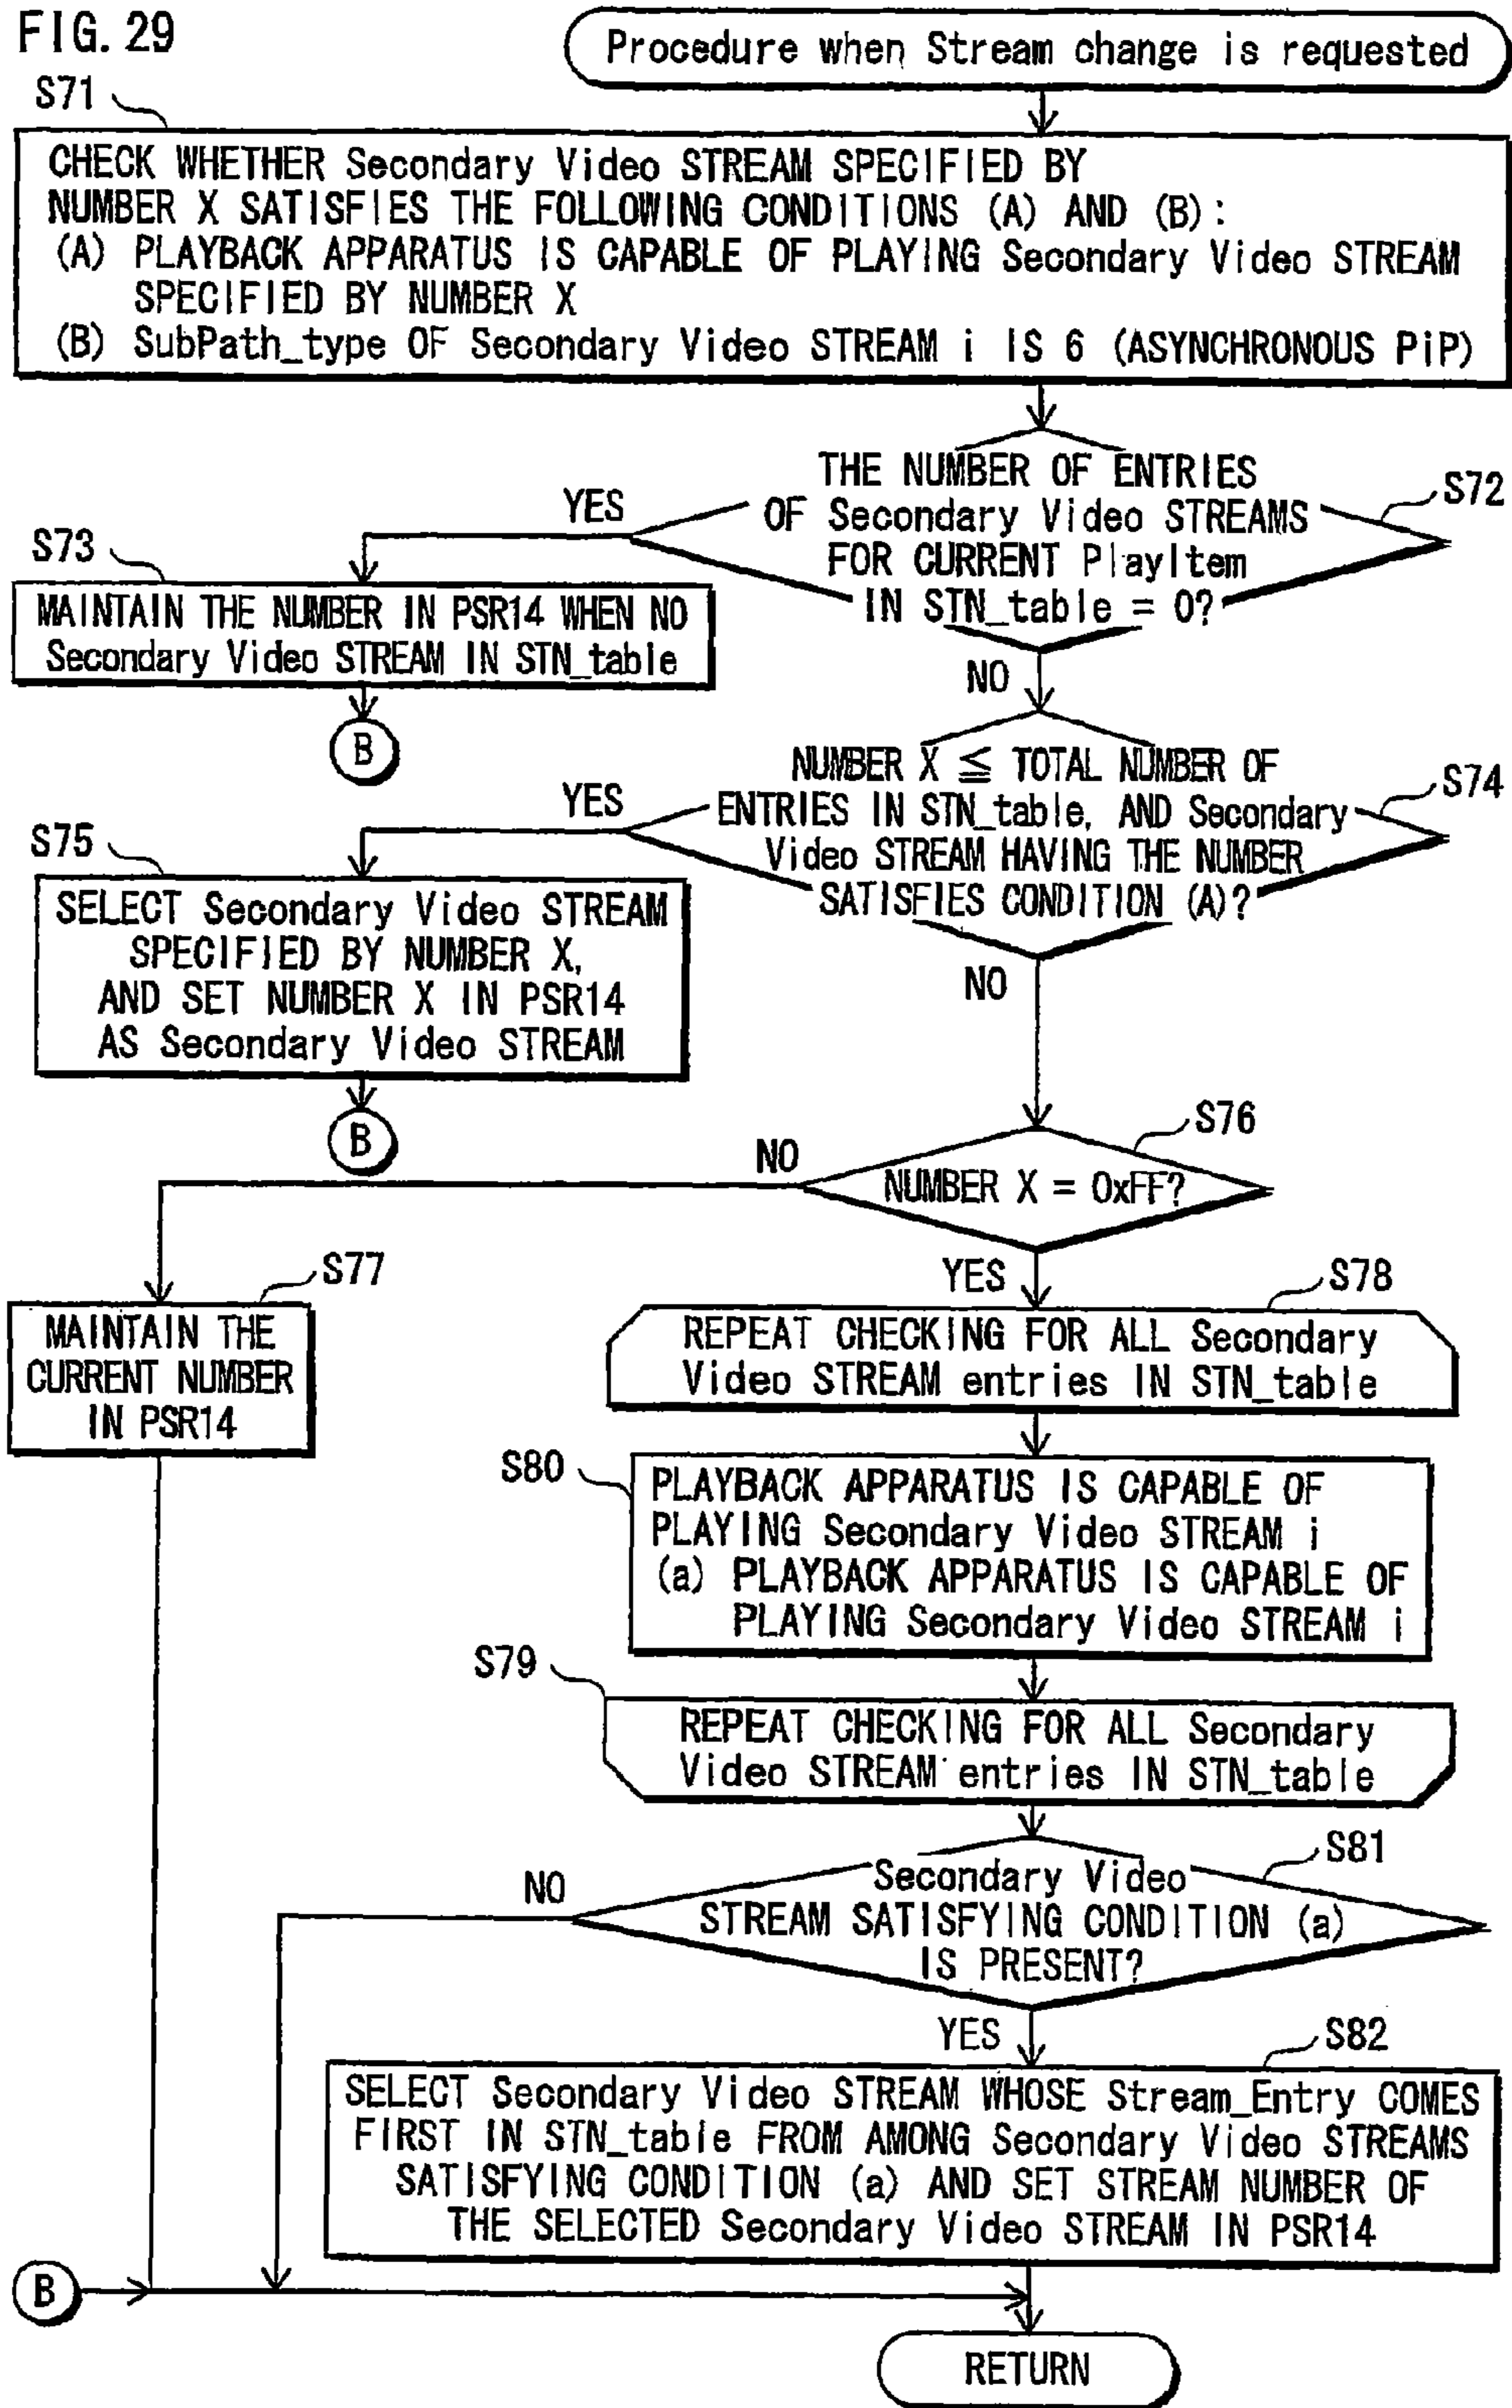 FIG. 29
Procedure when Stream change is requested
S71
CHECK WHETHER Secondary Video STREAM SPECIFIED BY
NUMBER X SATISFIES THE FOLLOWING CONDITIONS (A) AND (B):
(A) PLAYBACK APPARATUS IS CAPABLE OF PLAYING Secondary Video STREAM
SPECIFIED BY NUMBER X
(B) SubPath_type OF Secondary Video STREAM i IS 6 (ASYNCHRONOUS PiP)
THE NUMBER OF ENTRIES
OF Secondary Video STREAMS
FOR CURRENT PlayItem
IN STN_table = 0?
S72
YES
S73
MAINTAIN THE NUMBER IN PSR14 WHEN NO
Secondary Video STREAM IN STN_table
B
NO
NUMBER X ≦ TOTAL NUMBER OF
ENTRIES IN STN_table, AND Secondary
Video STREAM HAVING THE NUMBER
SATISFIES CONDITION (A)?
S74
YES
S75
SELECT Secondary Video STREAM
SPECIFIED BY NUMBER X,
AND SET NUMBER X IN PSR14
AS Secondary Video STREAM
B
NO
S76
NUMBER X = 0xFF?
NO
S77
MAINTAIN THE
CURRENT NUMBER
IN PSR14
YES
S78
REPEAT CHECKING FOR ALL Secondary
Video STREAM entries IN STN_table
S80
PLAYBACK APPARATUS IS CAPABLE OF
PLAYING Secondary Video STREAM i
(a) PLAYBACK APPARATUS IS CAPABLE OF
PLAYING Secondary Video STREAM i
S79
REPEAT CHECKING FOR ALL Secondary
Video STREAM entries IN STN_table
S81
Secondary Video
STREAM SATISFYING CONDITION (a)
IS PRESENT?
NO
YES
S82
SELECT Secondary Video STREAM WHOSE Stream_Entry COMES
FIRST IN STN_table FROM AMONG Secondary Video STREAMS
SATISFYING CONDITION (a) AND SET STREAM NUMBER OF
THE SELECTED Secondary Video STREAM IN PSR14
B
RETURN